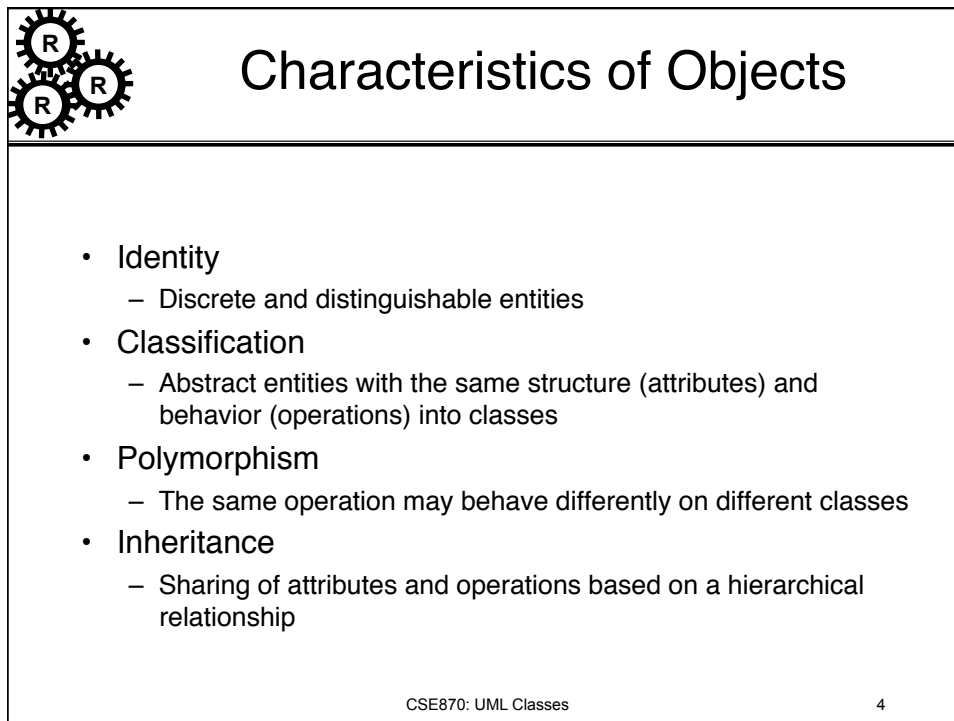 R
R
R
Characteristics of Objects
• Identity
– Discrete and distinguishable entities
• Classification
– Abstract entities with the same structure (attributes) and
behavior (operations) into classes
• Polymorphism
– The same operation may behave differently on different classes
• Inheritance
– Sharing of attributes and operations based on a hierarchical
relationship
CSE870: UML Classes 4